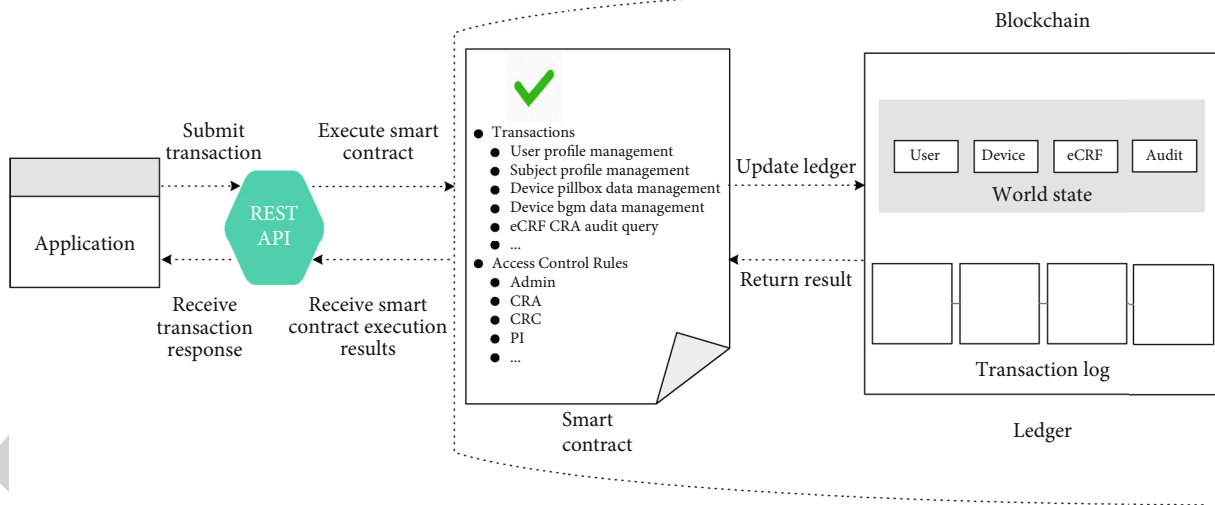 Blockchain
Submit
transaction
Execute smart
contract
Application
REST
API
Receive
transaction
response
Receive smart
contract execution
results
● Transactions
● User profile management
● Subject profile management
● Device pillbox data management
● Device bgm data management
● eCRF CRA audit query
● ...
● Access Control Rules
● Admin
● CRA
● CRC
● PI
● ...
Smart
contract
Update ledger
Return result
User
Device
eCRF
Audit
World state
Transaction log
Ledger